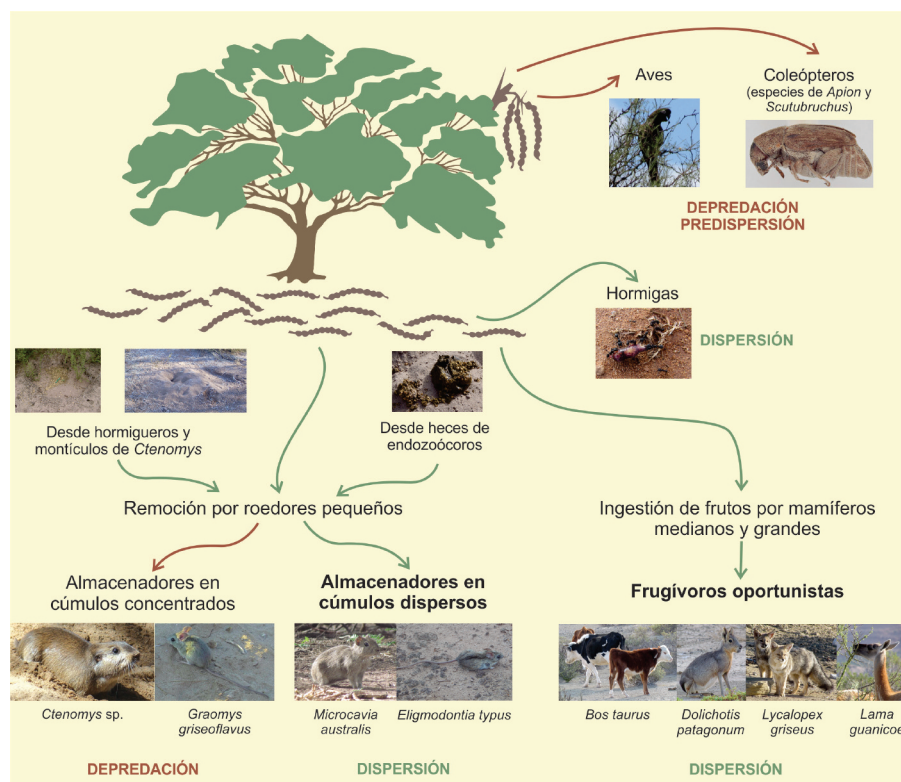 Aves
Coleópteros
(especies de Apion y
Scutubruchus)
DEPREDACIÓN
PREDISPERSIÓN
Hormigas
DISPERSIÓN
Desde hormigueros y
montículos de Ctenomys
Desde heces de
endozoócoros
Remoción por roedores pequeños
Ingestión de frutos por mamíferos
medianos y grandes
Almacenadores en
cúmulos concentrados
Almacenadores en
cúmulos dispersos
Frugívoros oportunistas
Ctenomys sp.
Graomys
griseoflavus
Microcavia
australis
Eligmodontia typus
Bos taurus
Dolichotis
patagonum
Lycalopex
griseus
Lama
guanicoe
DEPREDACIÓN
DISPERSIÓN
DISPERSIÓN